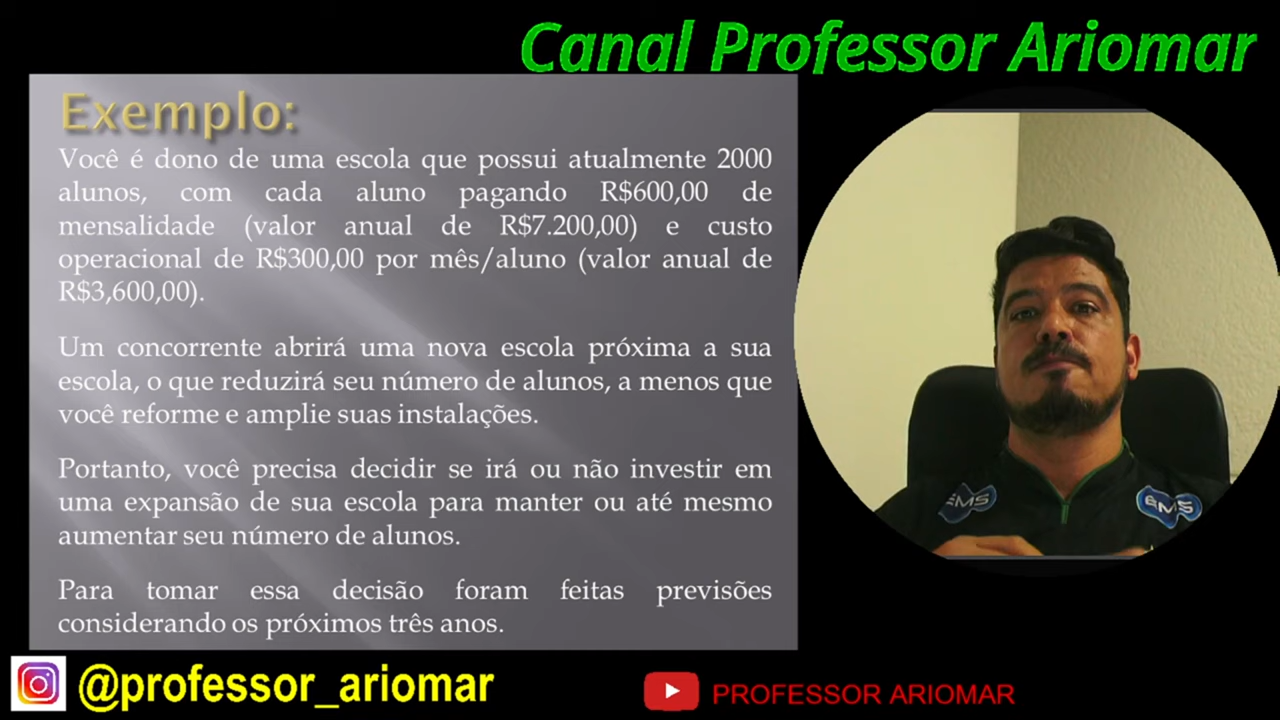 Canal Professor Ariomar
Exemplo:
Você é dono de uma escola que possui atualmente 2000
alunos, com cada aluno pagando R$600,00 de
mensalidade (valor anual de R$7.200,00) e custo
operacional de R$300,00 por mês/aluno (valor anual de
R$3,600,00).
Um concorrente abrirá uma nova escola próxima a sua
escola, o que reduzirá seu número de alunos, a menos que
você reforme e amplie suas instalações.
Portanto, você precisa decidir se irá ou não investir em
uma expansão de sua escola para manter ou até mesmo
aumentar seu número de alunos.
Para tomar essa decisão foram feitas previsões
considerando os próximos três anos.
eMS
eMS
@professor_ariomar
PROFESSOR ARIOMAR